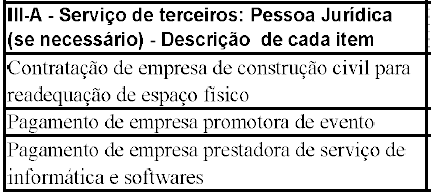 III-A - Serviço de terceiros: Pessoa Jurídica
(se necessário) - Descrição de cada item
Contratação de empresa de construção civil para
readequação de espaço físico
Pagamento de empresa promotora de evento
Pagamento de empresa prestadora de serviço de
informática e softwares